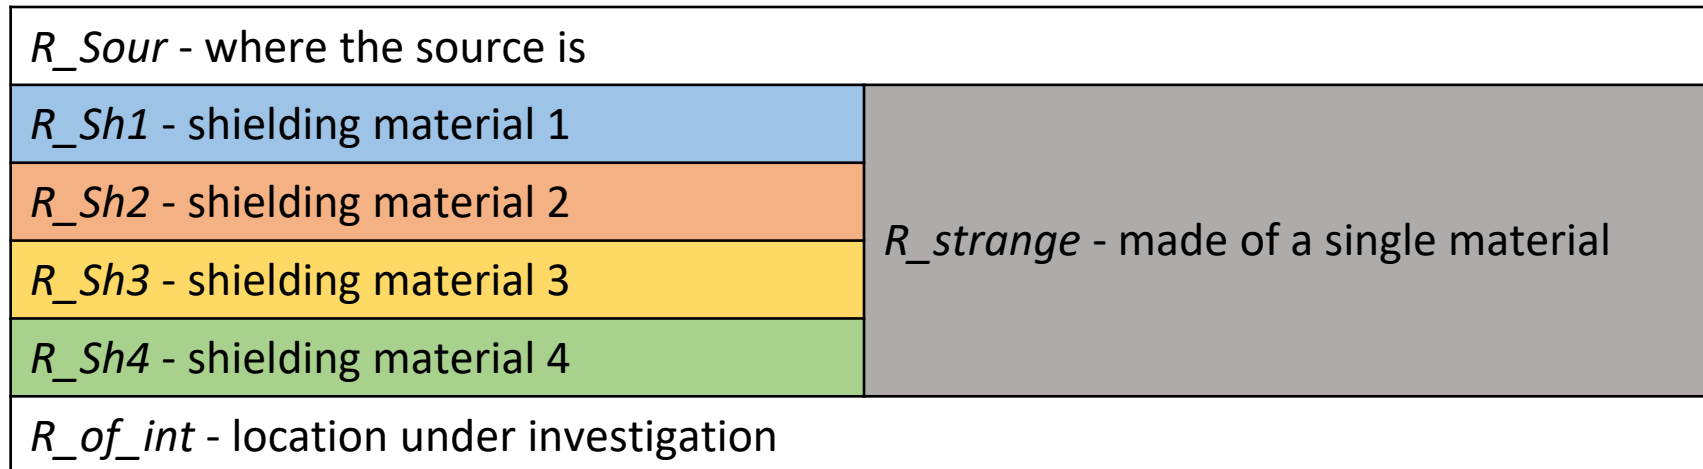 R_Sour - where the source is
R_Sh1 - shielding material 1
R_Sh2 - shielding material 2
R_strange - made of a single material
R_Sh3 - shielding material 3
R_Sh4 - shielding material 4
R_of_int - location under investigation